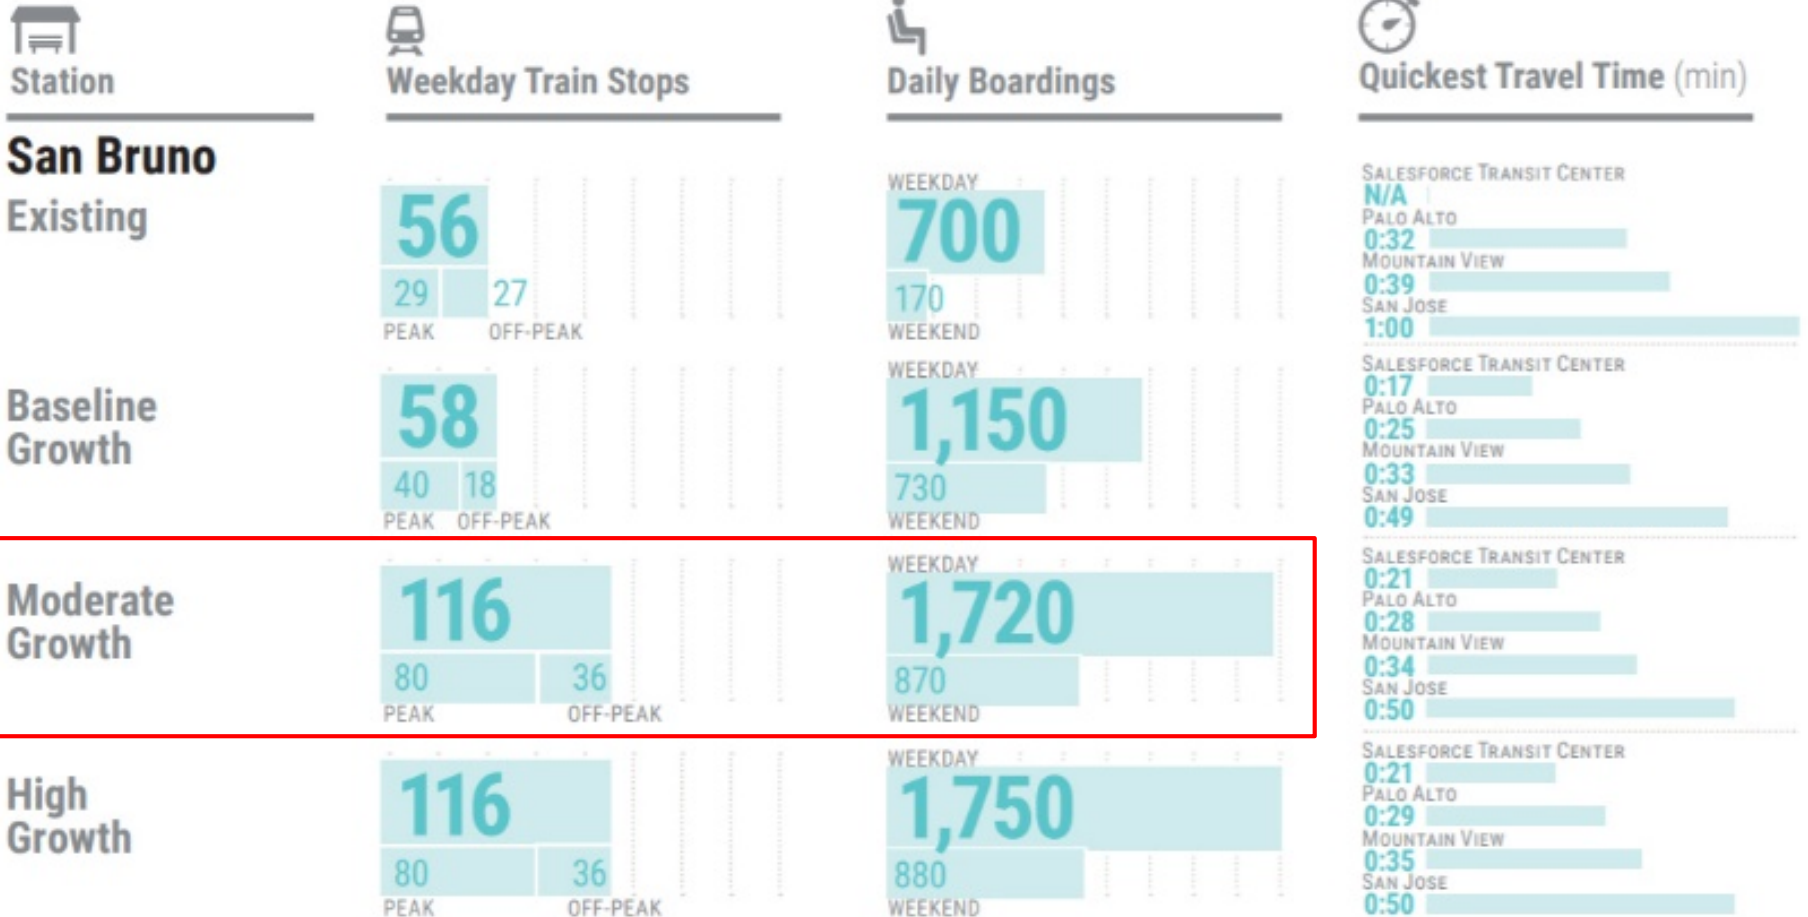 Station
Weekday Train Stops
Daily Boardings
Quickest Travel Time (min)
San Bruno
Existing
56
29
27
PEAK
OFF-PEAK
WEEKDAY
700
170
WEEKEND
SALESFORCE TRANSIT CENTER
N/A
PALO ALTO
0:32
MOUNTAIN VIEW
0:39
SAN JOSE
1:00
Baseline
Growth
58
40
18
PEAK
OFF-PEAK
WEEKDAY
1,150
730
WEEKEND
SALESFORCE TRANSIT CENTER
0:17
PALO ALTO
0:25
MOUNTAIN VIEW
0:33
SAN JOSE
0:49
Moderate
Growth
116
80
36
PEAK
OFF-PEAK
WEEKDAY
1,720
870
WEEKEND
SALESFORCE TRANSIT CENTER
0:21
PALO ALTO
0:28
MOUNTAIN VIEW
0:34
SAN JOSE
0:50
High
Growth
116
80
36
PEAK
OFF-PEAK
WEEKDAY
1,750
880
WEEKEND
SALESFORCE TRANSIT CENTER
0:21
PALO ALTO
0:29
MOUNTAIN VIEW
0:35
SAN JOSE
0:50